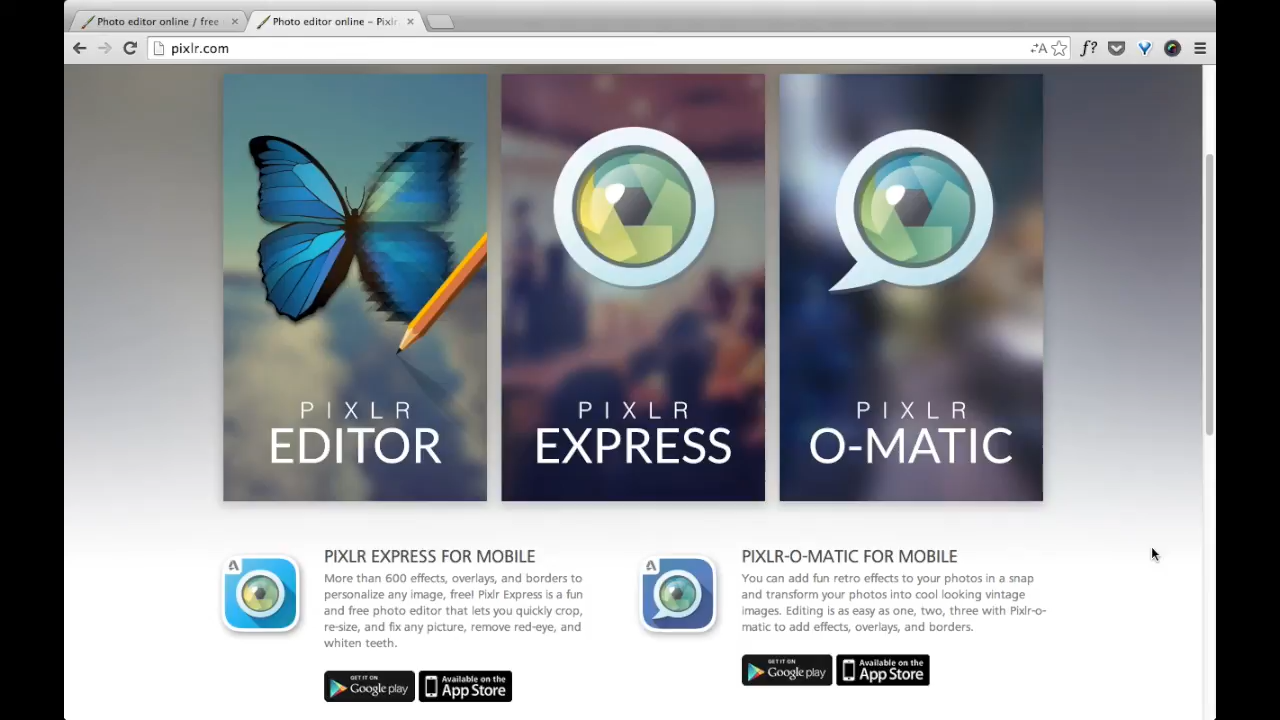 Photo editor online / free
Photo editor online – Pixlr
pixlr.com
PIXLR
EDITOR
PIXLR
EXPRESS
PIXLR
O-MATIC
PIXLR EXPRESS FOR MOBILE
More than 600 effects, overlays, and borders to
personalize any image, free! Pixlr Express is a fun
and free photo editor that lets you quickly crop,
re-size, and fix any picture, remove red-eye, and
whiten teeth.
GET IT ON
Google play
Available on the
App Store
PIXLR-O-MATIC FOR MOBILE
You can add fun retro effects to your photos in a snap
and transform your photos into cool looking vintage
images. Editing is as easy as one, two, three with Pixlr-o-
matic to add effects, overlays, and borders.
GET IT ON
Google play
Available on the
App Store